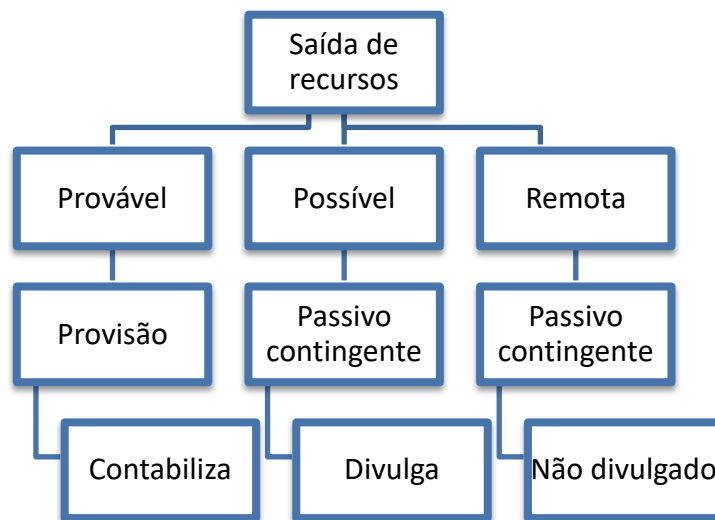 Saída de
recursos
Provável
Possível
Remota
Provisão
Passivo
contingente
Passivo
contingente
Contabiliza
Divulga
Não divulgado